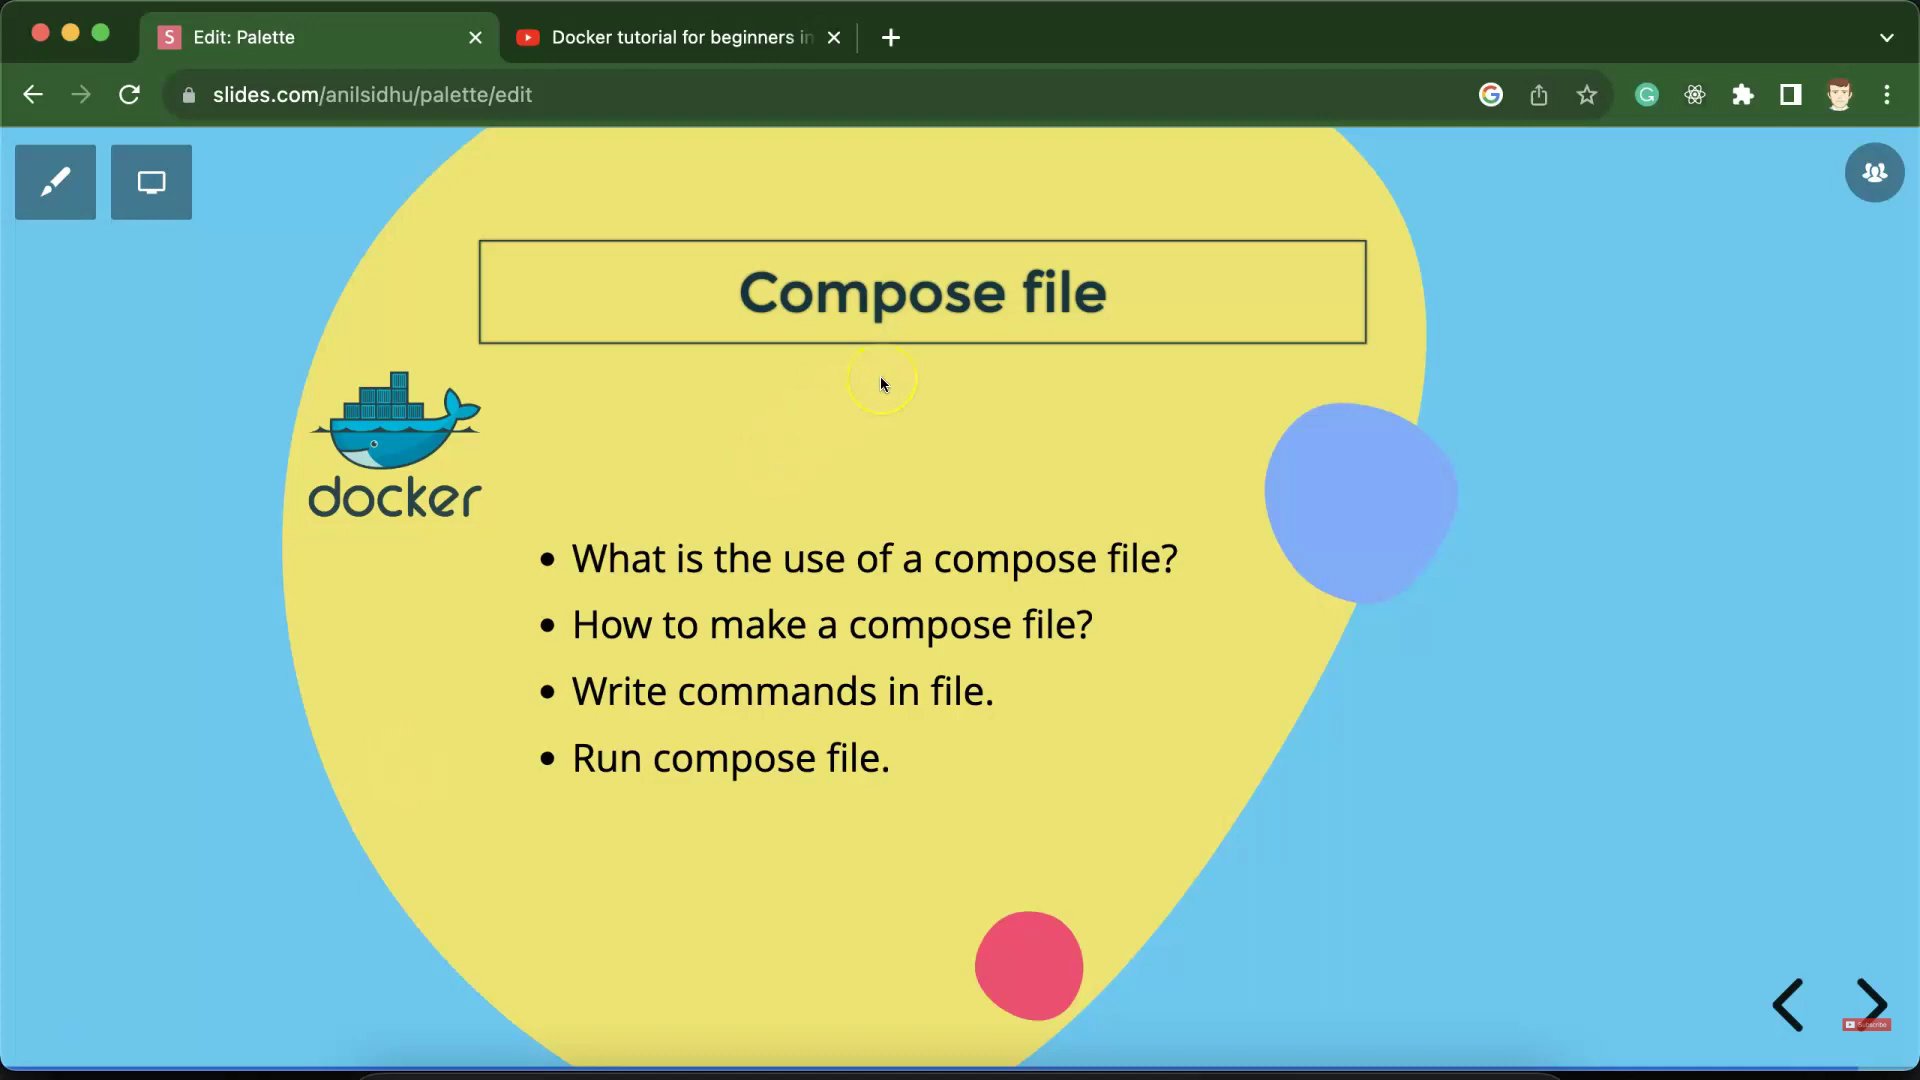 Edit: Palette
Docker tutorial for beginners in
slides.com/anilsidhu/palette/edit
Compose file
docker
• What is the use of a compose file?
• How to make a compose file?
• Write commands in file.
• Run compose file.
Subscribe